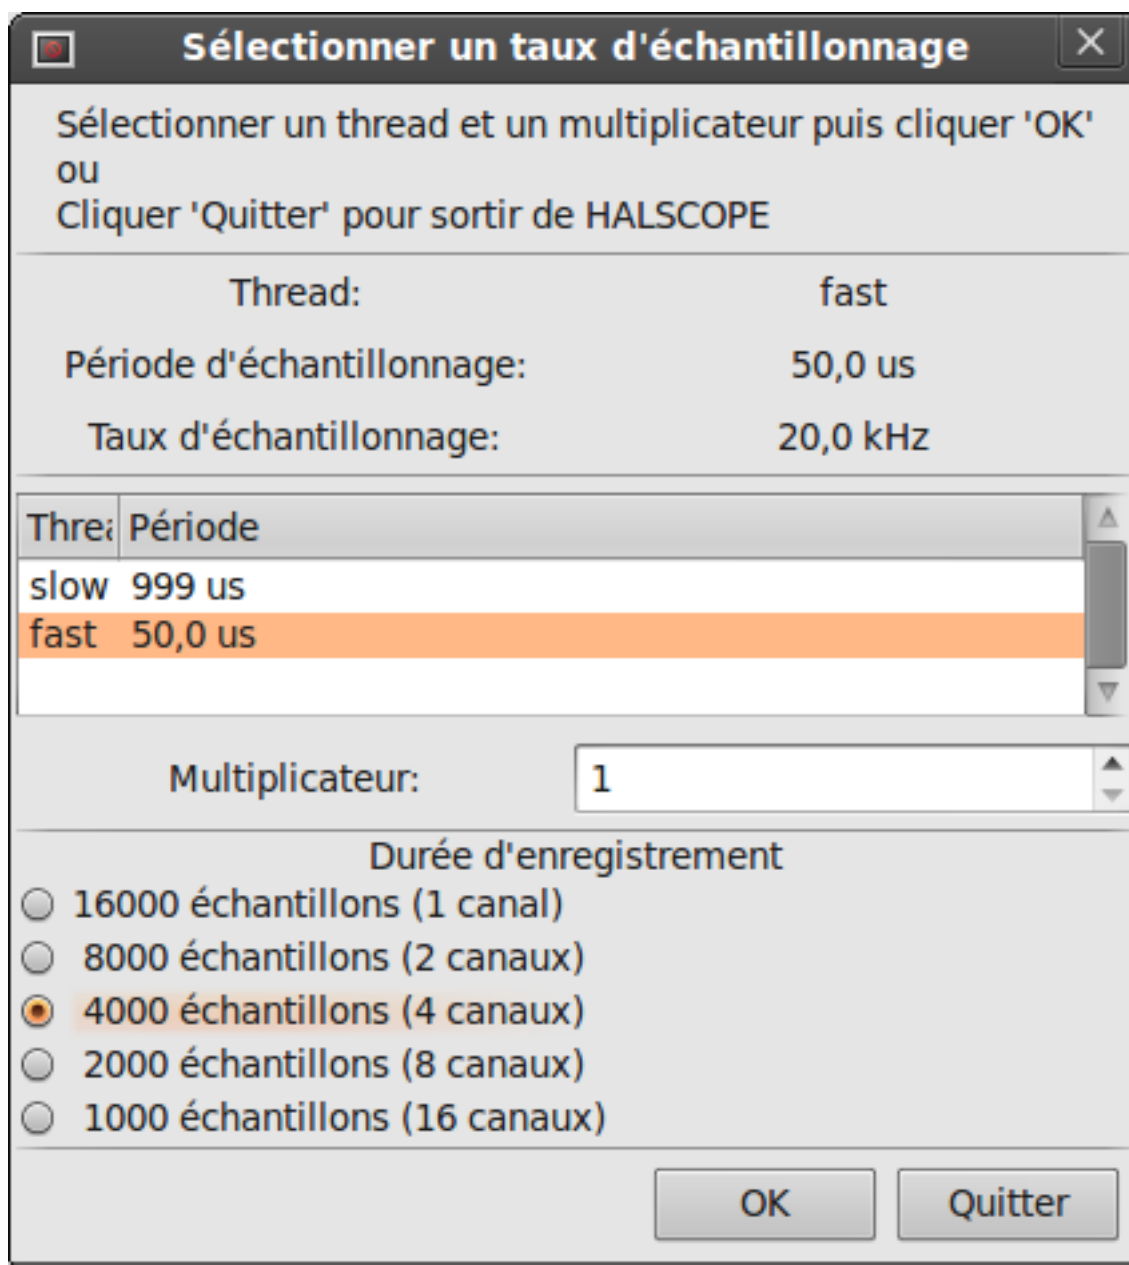 Sélectionner un taux d'échantillonnage
Sélectionner un thread et un multiplicateur puis cliquer 'OK'
ou
Cliquer 'Quitter' pour sortir de HALSCOPE
Thread: fast
Période d'échantillonnage: 50,0 us
Taux d'échantillonnage: 20,0 kHz
Threa Période
slow 999 us
fast 50,0 us
Multiplicateur: 1
Durée d'enregistrement
16000 échantillons (1 canal)
8000 échantillons (2 canaux)
4000 échantillons (4 canaux)
2000 échantillons (8 canaux)
1000 échantillons (16 canaux)
OK Quitter